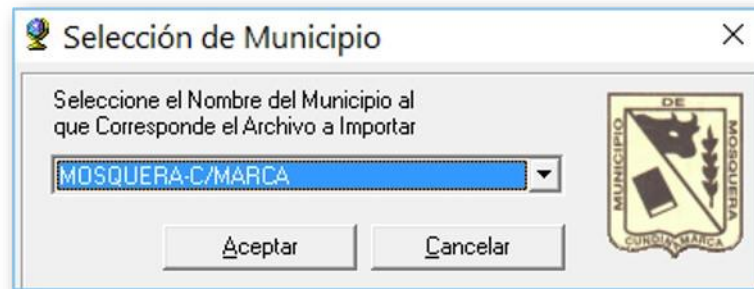 Selección de Municipio
Seleccione el Nombre del Municipio al
que Corresponde el Archivo a Importar
MOSQUERA-C/MARCA
Aceptar
Cancelar
MUNICIPIO
DE
MOSQUERA
CUNDINAMARCA